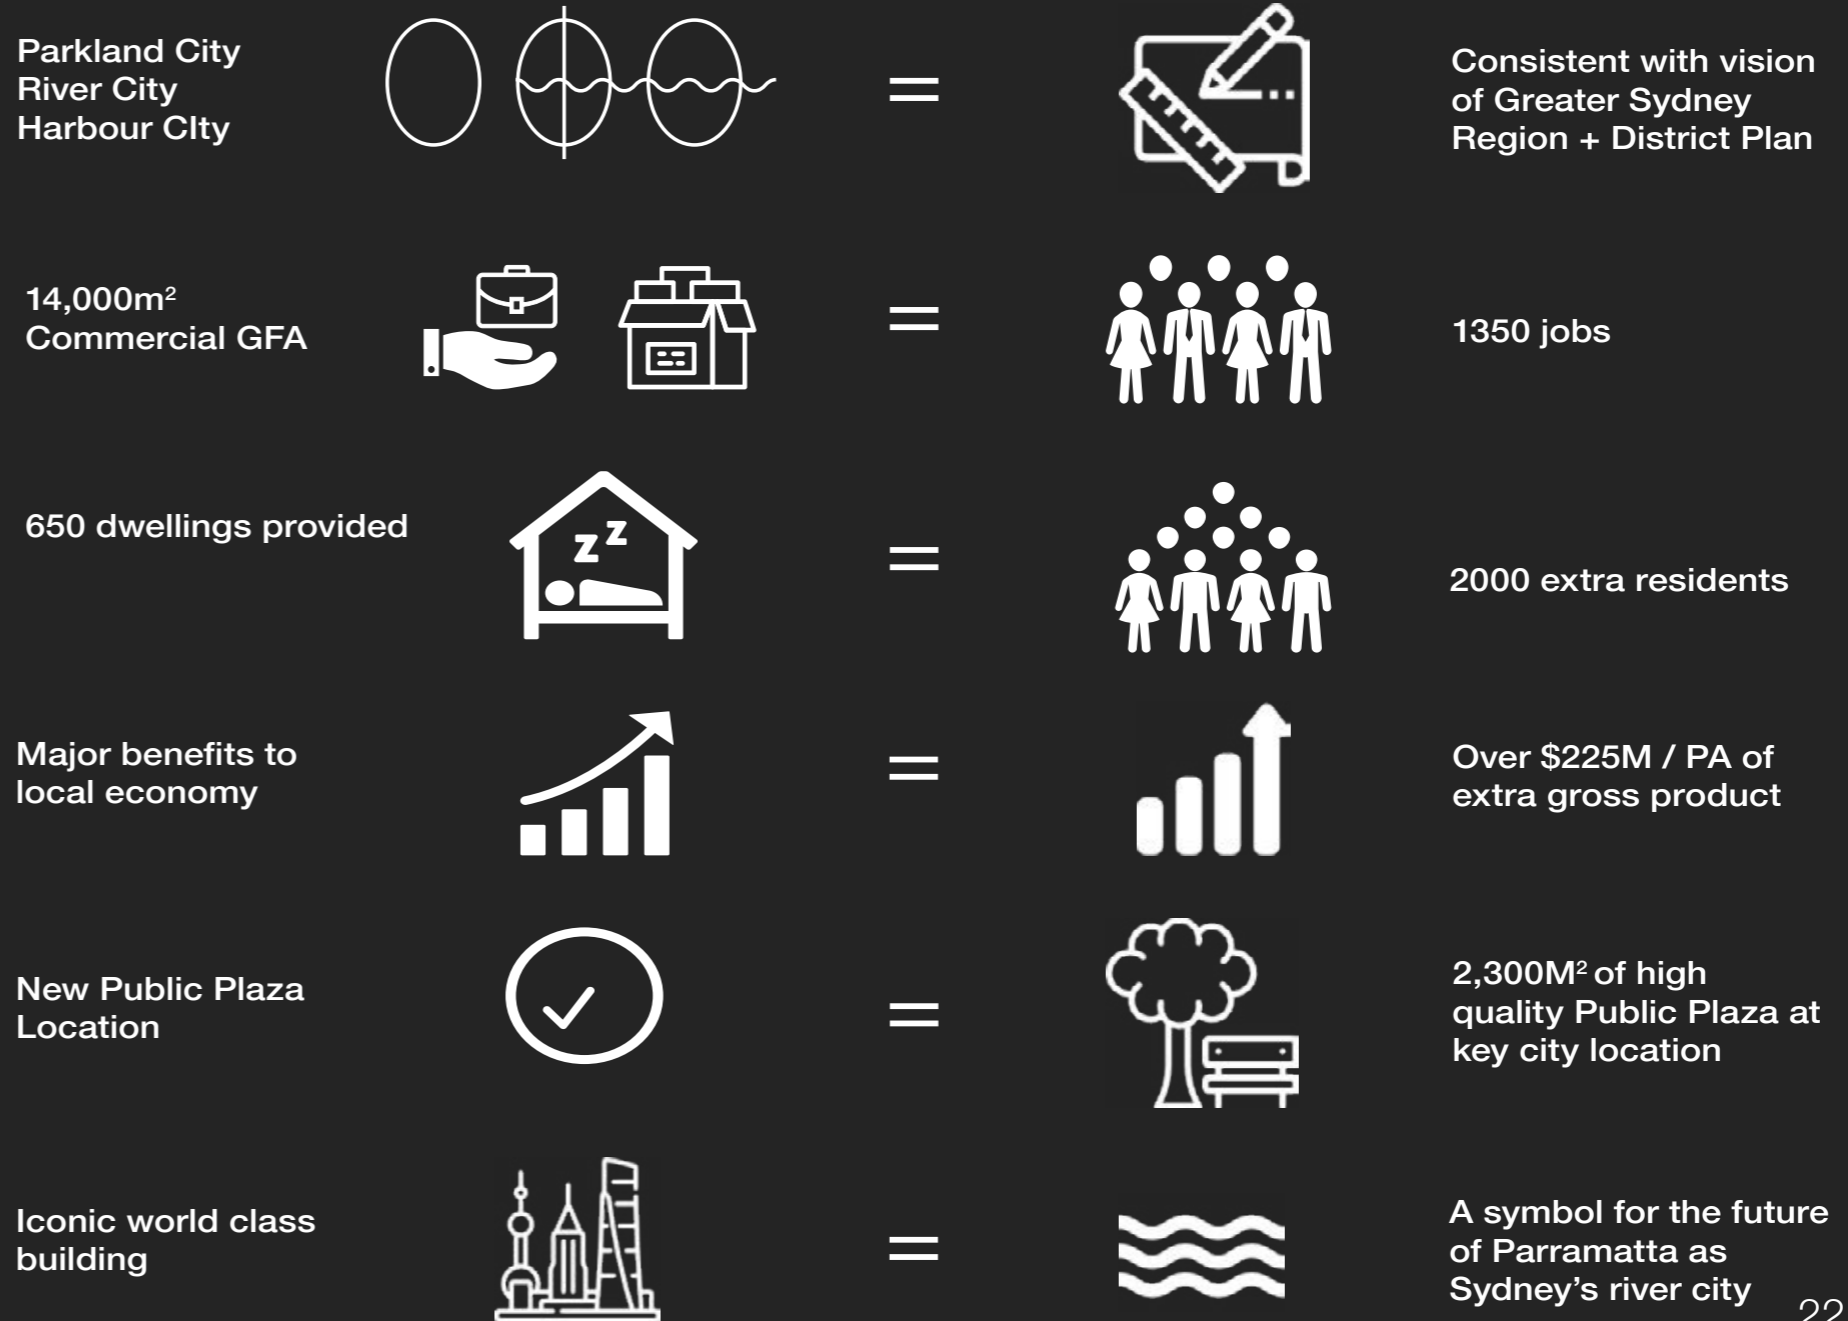 Parkland City
River City
Harbour CIty
=
Consistent with vision
of Greater Sydney
Region + District Plan
14,000m²
Commercial GFA
=
1350 jobs
650 dwellings provided
z z
=
2000 extra residents
Major benefits to
local economy
=
Over $225M / PA of
extra gross product
New Public Plaza
Location
=
2,300M² of high
quality Public Plaza at
key city location
Iconic world class
building
=
A symbol for the future
of Parramatta as
Sydney’s river city
22